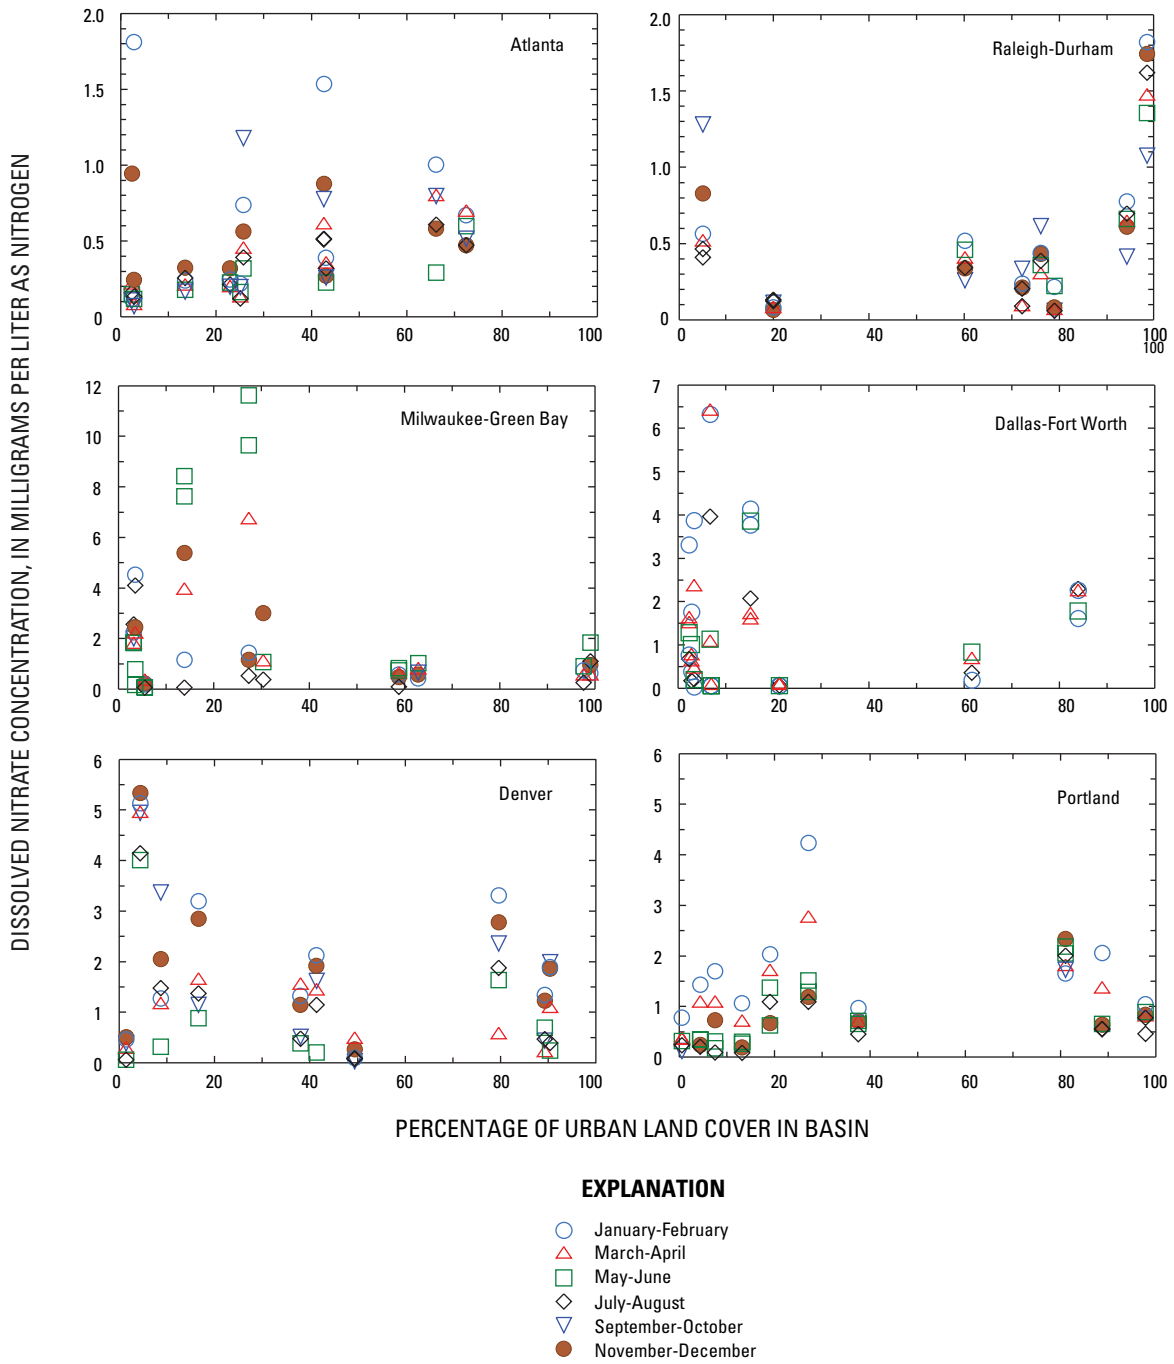 DISSOLVED NITRATE CONCENTRATION, IN MILLIGRAMS PER LITER AS NITROGEN
Atlanta
2.0
1.5
1.0
0.5
0
0 20 40 60 80 100
Raleigh-Durham
2.0
1.5
1.0
0.5
0
0 20 40 60 80 100
100
Milwaukee-Green Bay
12
10
8
6
4
2
0
0 20 40 60 80 100
Dallas-Fort Worth
7
6
5
4
3
2
1
0
0 20 40 60 80 100
Denver
6
5
4
3
2
1
0
0 20 40 60 80 100
Portland
6
5
4
3
2
1
0
0 20 40 60 80 100
PERCENTAGE OF URBAN LAND COVER IN BASIN
EXPLANATION
January-February
March-April
May-June
July-August
September-October
November-December